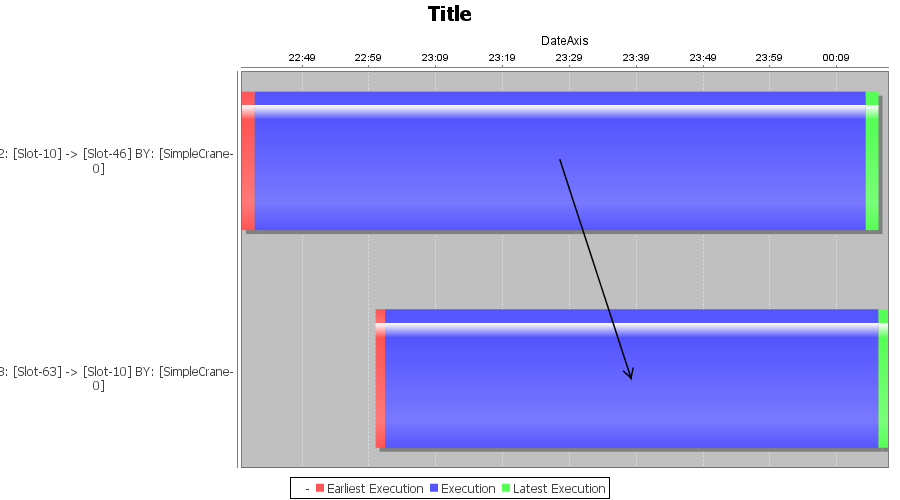 Title
DateAxis
22:49 22:59 23:09 23:19 23:29 23:39 23:49 23:59 00:09
2: [Slot-10] -> [Slot-46] BY: [SimpleCrane-
0]
3: [Slot-63] -> [Slot-10] BY: [SimpleCrane-
0]
- Earliest Execution Execution Latest Execution